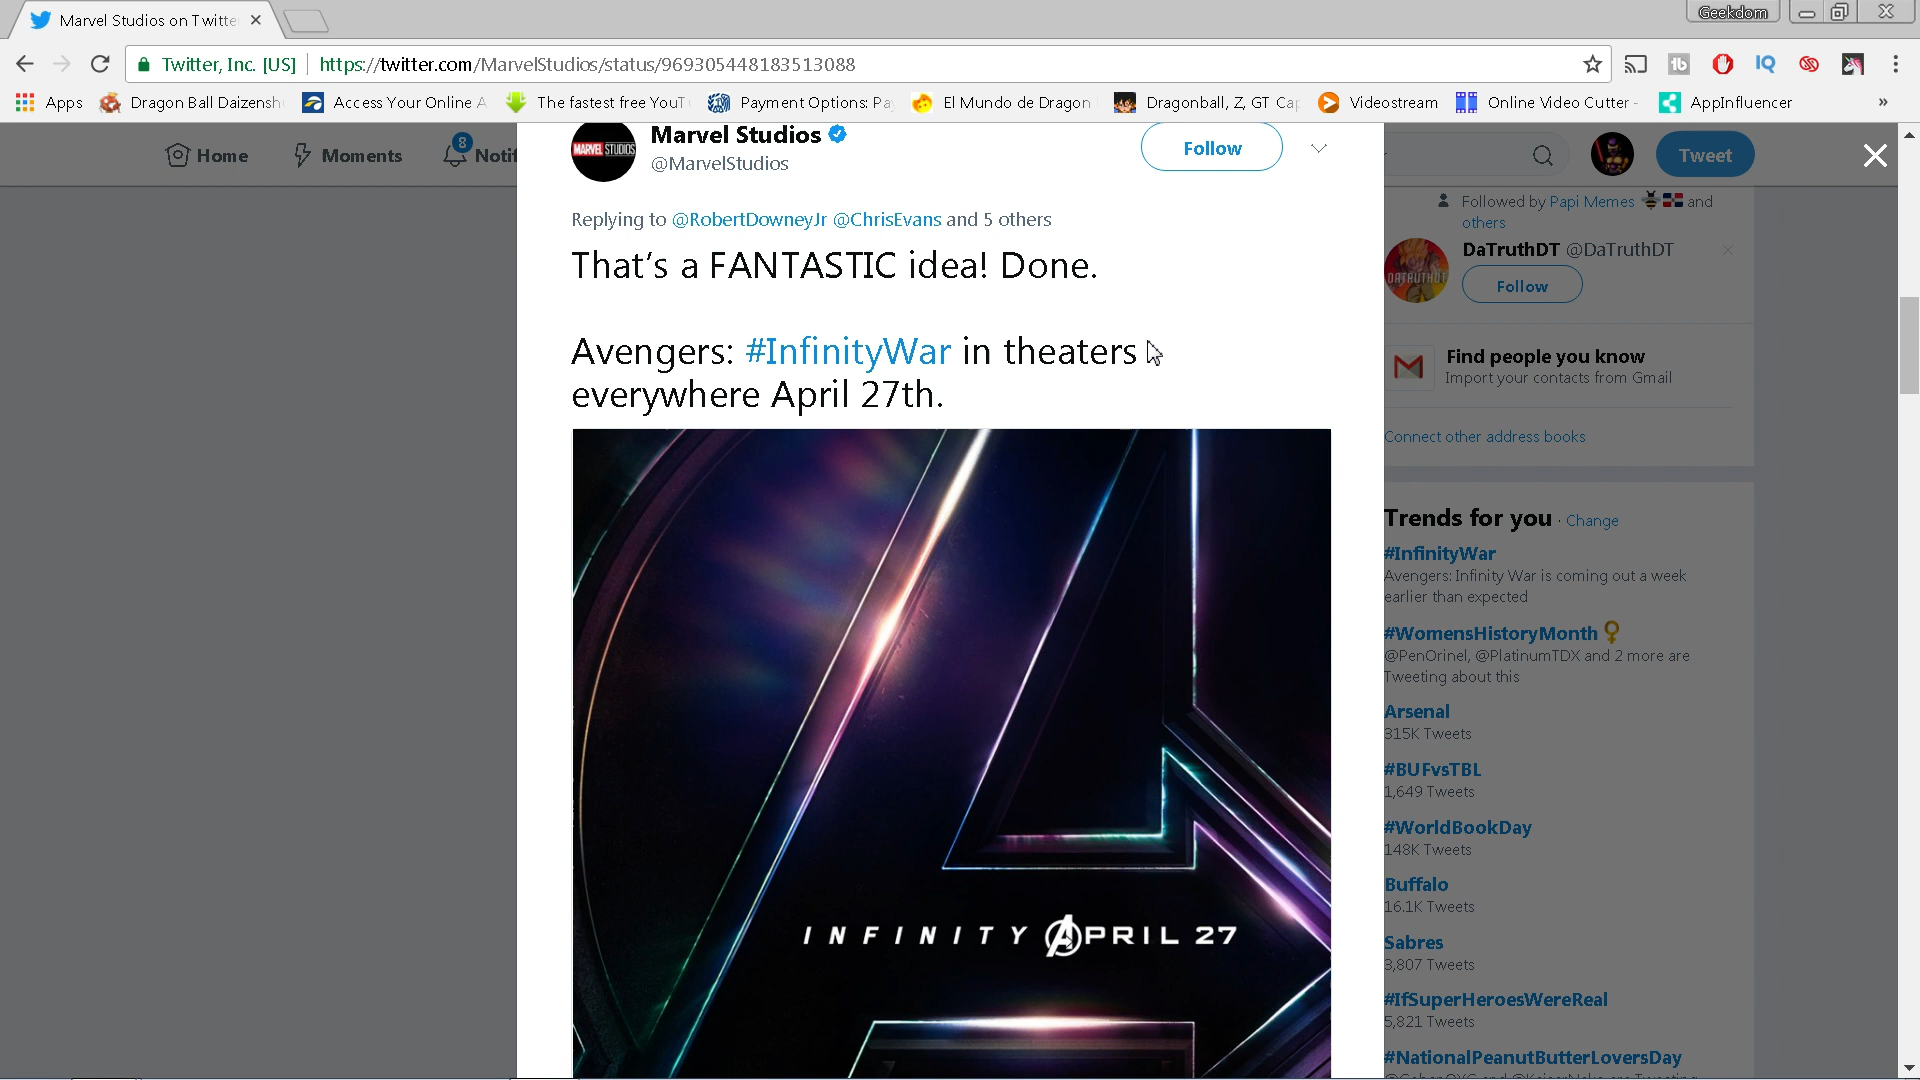 Marvel Studios on Twitte
Geekdom
Twitter, Inc. [US] https://twitter.com/MarvelStudios/status/969305448183513088
Apps Dragon Ball Daizensh Access Your Online A The fastest free YouT Payment Options: Pa El Mundo de Dragon Dragonball, Z, GT Ca Videostream Online Video Cutter - AppInfluencer »
Home Moments 8 Notif
Tweet
MARVEL STUDIOS
Marvel Studios
@MarvelStudios
Follow
Replying to @RobertDowneyJr @ChrisEvans and 5 others
That's a FANTASTIC idea! Done.
Avengers: #InfinityWar in theaters
everywhere April 27th.
INFINITY APRIL 27
Followed by Papi Memes and
others
DATRUTHDT
DaTruthDT @DaTruthDT
Follow
Find people you know
Import your contacts from Gmail
Connect other address books
Trends for you · Change
#InfinityWar
Avengers: Infinity War is coming out a week
earlier than expected
#WomensHistoryMonth
@PenOrinel, @PlatinumTDX and 2 more are
Tweeting about this
Arsenal
315K Tweets
#BUFvsTBL
1,649 Tweets
#WorldBookDay
148K Tweets
Buffalo
16.1K Tweets
Sabres
3,807 Tweets
#IfSuperHeroesWereReal
5,821 Tweets
#NationalPeanutButterLoversDay